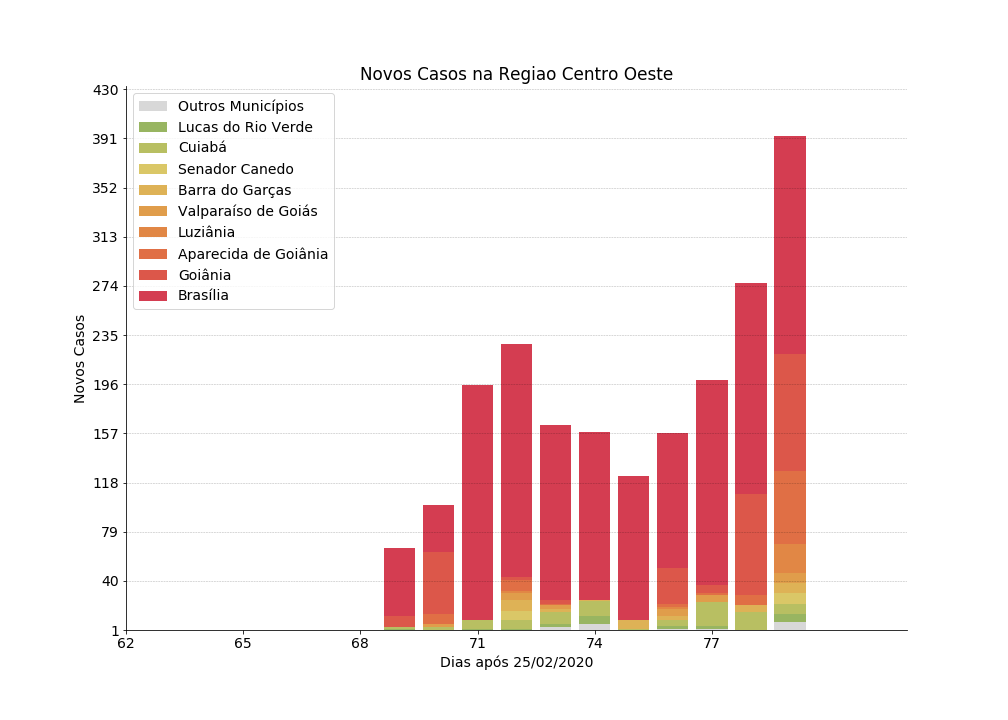 Novos Casos na Regiao Centro Oeste
430
391
352
313
274
235
196
157
118
79
40
1
Novos Casos
Outros Municípios
Lucas do Rio Verde
Cuiabá
Senador Canedo
Barra do Garças
Valparaíso de Goiás
Luziânia
Aparecida de Goiânia
Goiânia
Brasília
62
65
68
71
74
77
Dias após 25/02/2020